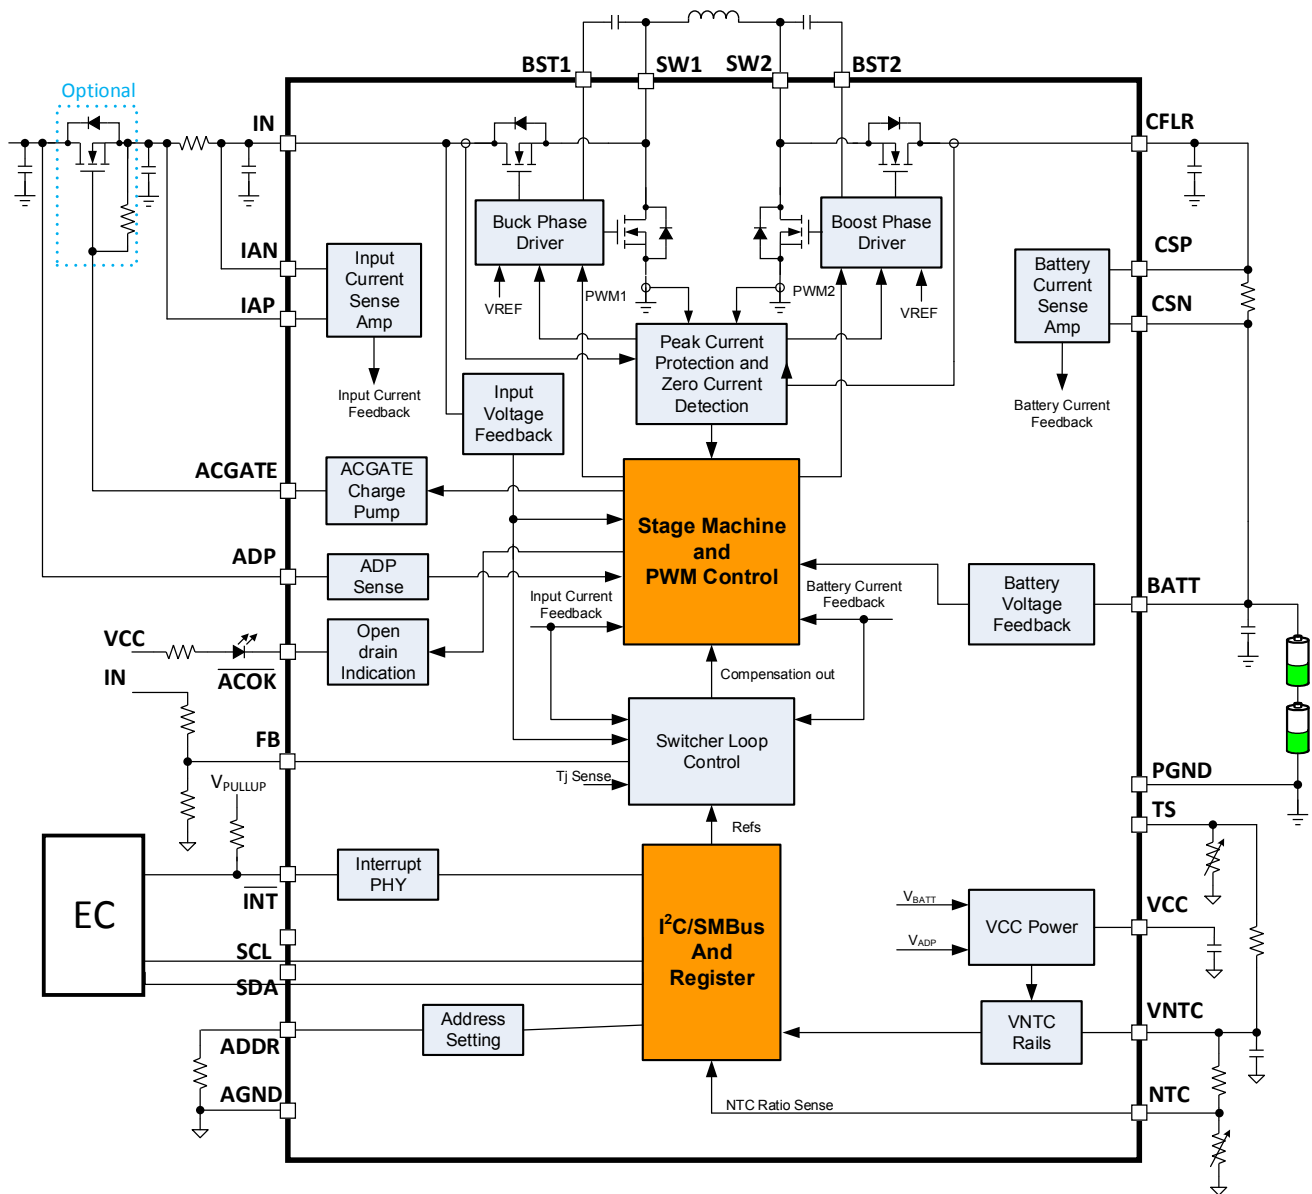 BST1
SW1
SW2
BST2
Optional
IN
CFLR
Buck Phase
Driver
Boost Phase
Driver
IAN
IAP
Input
Current
Sense
Amp
VREF
PWM1
PWM2
VREF
Battery
Current
Sense
Amp
CSP
CSN
Peak Current
Protection and
Zero Current
Detection
Input Current
Feedback
Input
Voltage
Feedback
Battery Current
Feedback
ACGATE
ACGATE
Charge
Pump
Stage Machine
and
PWM Control
ADP
ADP
Sense
Input Current
Feedback
Battery Current
Feedback
Battery
Voltage
Feedback
BATT
VCC
ACOK
Open
drain
Indication
IN
Compensation out
FB
Switcher Loop
Control
Tj Sense
PGND
TS
VPULLUP
Refs
EC
INT
Interrupt
PHY
I2C/SMBus
And
Register
VBATT
VADP
VCC Power
VCC
SCL
SDA
ADDR
Address
Setting
VNTC
Rails
VNTC
AGND
NTC Ratio Sense
NTC